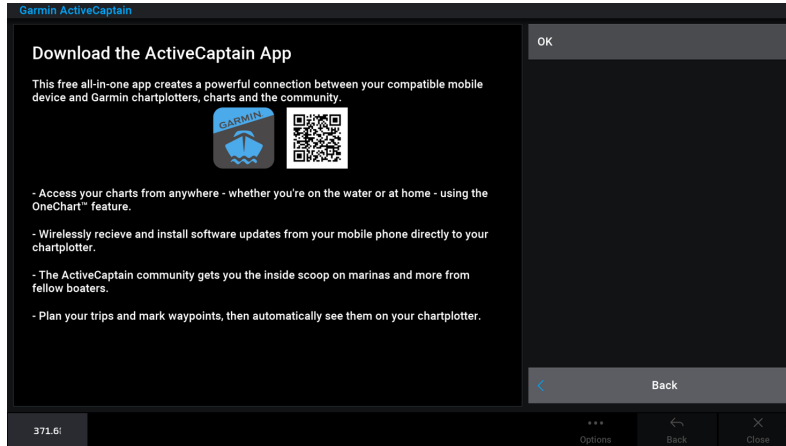 Garmin ActiveCaptain
Download the ActiveCaptain App
This free all-in-one app creates a powerful connection between your compatible mobile
device and Garmin chartplotters, charts and the community.
GARMIN
- Access your charts from anywhere - whether you're on the water or at home - using the
OneChart™ feature.
- Wirelessly recieve and install software updates from your mobile phone directly to your
chartplotter.
- The ActiveCaptain community gets you the inside scoop on marinas and more from
fellow boaters.
- Plan your trips and mark waypoints, then automatically see them on your chartplotter.
OK
Back
371.6
Options
Back
Close